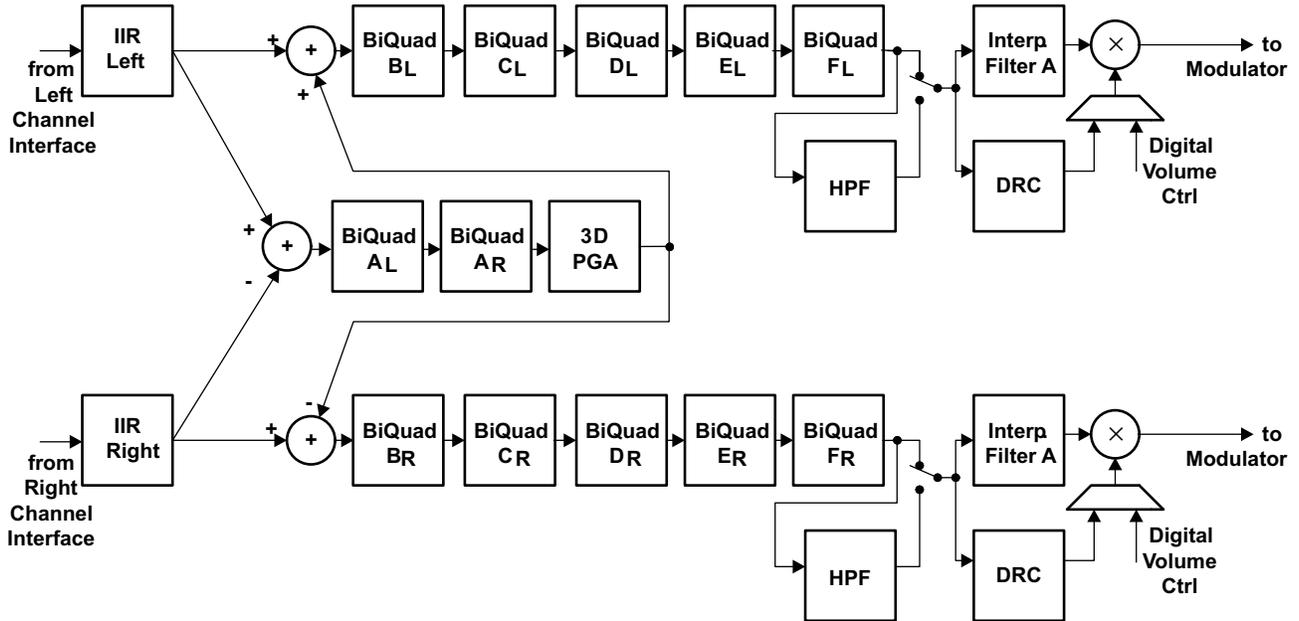 IIR
Left
from
Left
Channel
Interface
+
+
+
BiQuad
BL
BiQuad
CL
BiQuad
DL
BiQuad
EL
BiQuad
FL
HPF
Interp.
Filter A
DRC
×
to
Modulator
Digital
Volume
Ctrl
+
-
+
BiQuad
AL
BiQuad
AR
3D
PGA
IIR
Right
from
Right
Channel
Interface
+
-
+
BiQuad
BR
BiQuad
CR
BiQuad
DR
BiQuad
ER
BiQuad
FR
HPF
Interp.
Filter A
DRC
×
to
Modulator
Digital
Volume
Ctrl